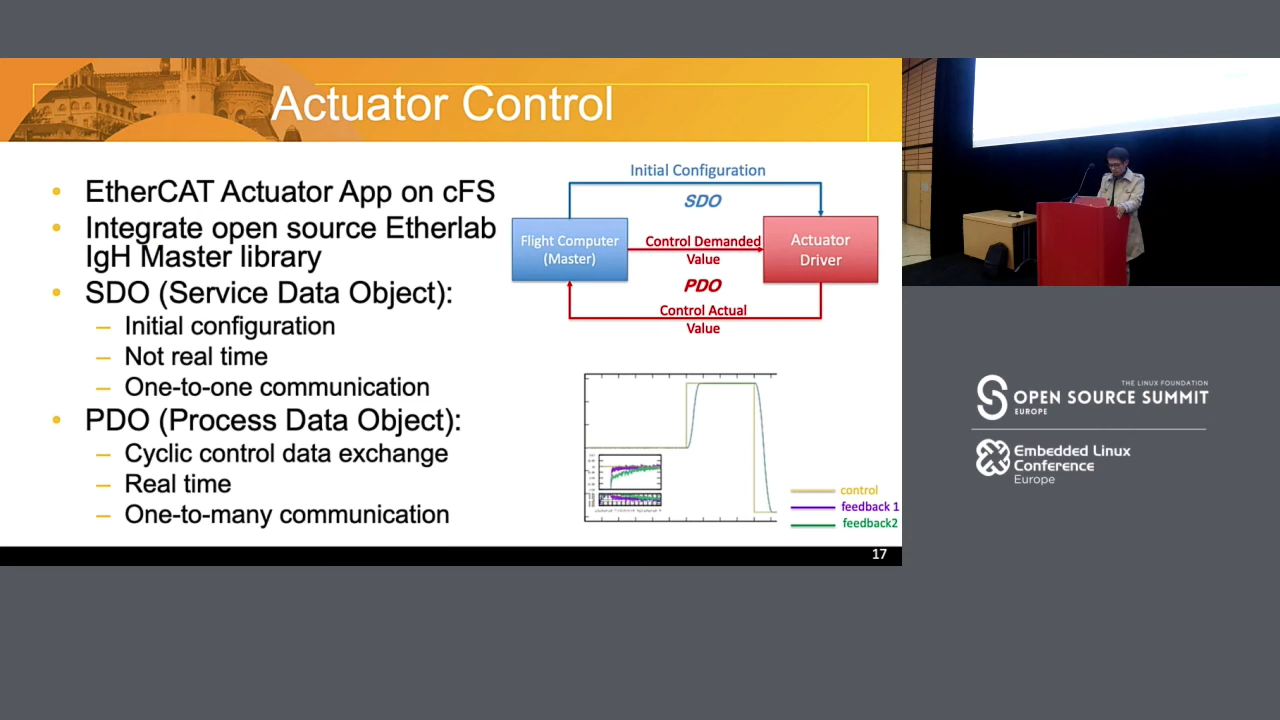 Actuator Control
• EtherCAT Actuator App on cFS
• Integrate open source Etherlab
IgH Master library
• SDO (Service Data Object):
– Initial configuration
– Not real time
– One-to-one communication
• PDO (Process Data Object):
– Cyclic control data exchange
– Real time
– One-to-many communication
Initial Configuration
SDO
Flight Computer
(Master)
Control Demanded
Value
Actuator
Driver
PDO
Control Actual
Value
control
feedback 1
feedback2
17
THE LINUX FOUNDATION
OPEN SOURCE SUMMIT
EUROPE
Embedded Linux
Conference
Europe